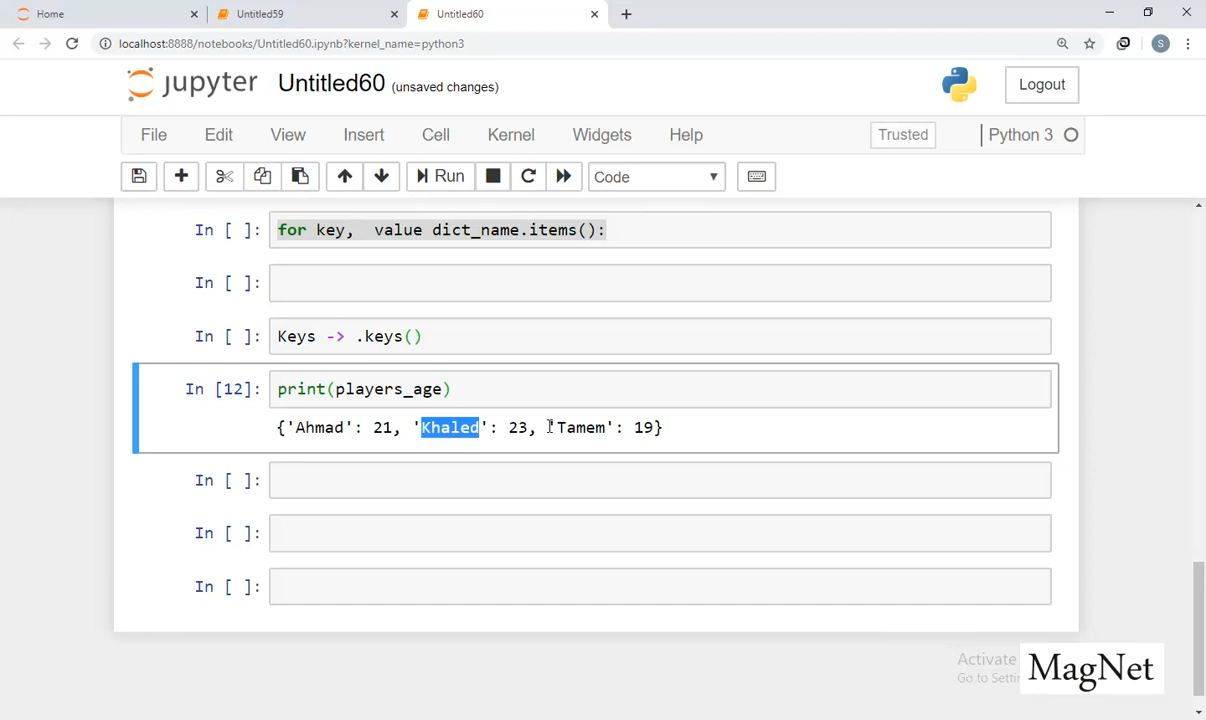 Home
Untitled59
Untitled60
localhost:8888/notebooks/Untitled60.ipynb?kernel_name=python3
S
jupyter Untitled60 (unsaved changes)
Logout
File Edit View Insert Cell Kernel Widgets Help
Trusted
Python 3
Run
Code
In [ ]: for key,  value dict_name.items():
In [ ]:
In [ ]: Keys -> .keys()
In [12]: print(players_age)
{'Ahmad': 21, 'Khaled': 23, 'Tamem': 19}
In [ ]:
In [ ]:
In [ ]:
Activate
Go to Settin
MagNet